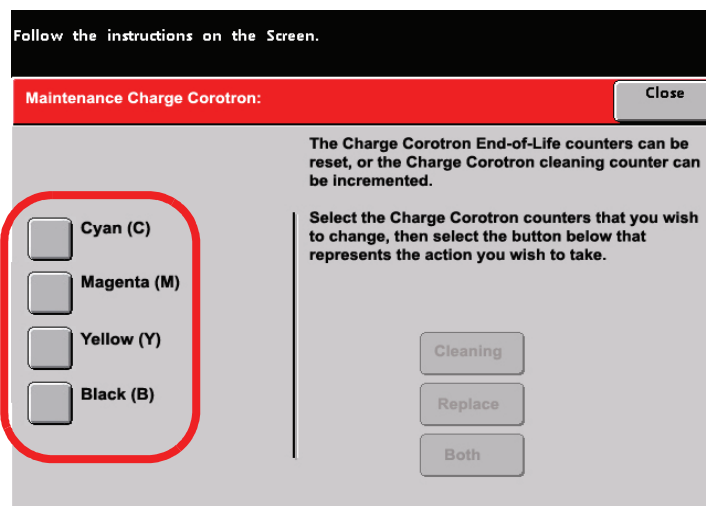 Follow the instructions on the Screen.
Maintenance Charge Corotron:
Close
The Charge Corotron End-of-Life counters can be
reset, or the Charge Corotron cleaning counter can
be incremented.
Select the Charge Corotron counters that you wish
to change, then select the button below that
represents the action you wish to take.
Cyan (C)
Magenta (M)
Yellow (Y)
Black (B)
Cleaning
Replace
Both